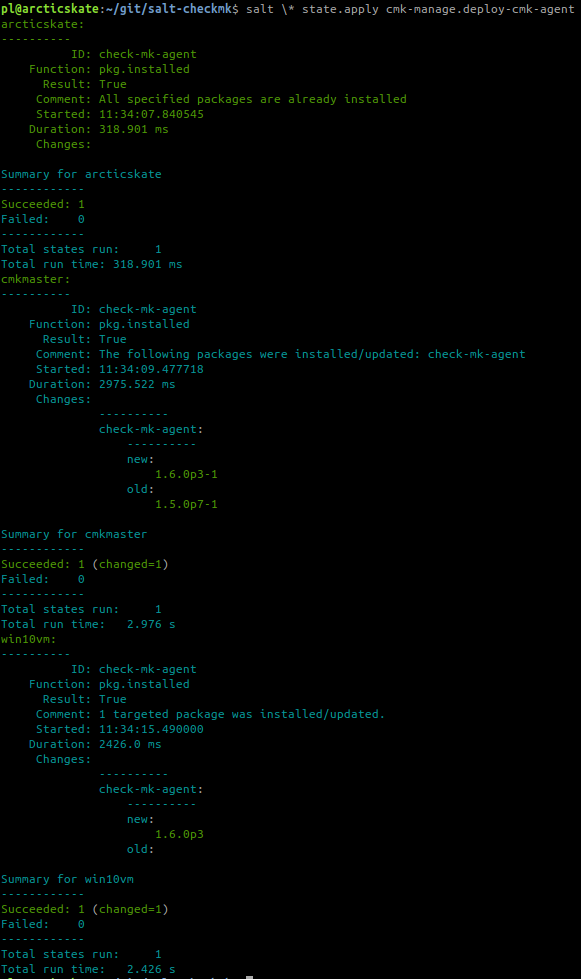 pl@arcticskate:~/git/salt-checkmk$ salt \* state.apply cmk-manage.deploy-cmk-agent
arcticskate:
----------
          ID: check-mk-agent
    Function: pkg.installed
      Result: True
     Comment: All specified packages are already installed
     Started: 11:34:07.840545
    Duration: 318.901 ms
     Changes:

Summary for arcticskate
------------
Succeeded: 1
Failed:    0
------------
Total states run:     1
Total run time: 318.901 ms
cmkmaster:
----------
          ID: check-mk-agent
    Function: pkg.installed
      Result: True
     Comment: The following packages were installed/updated: check-mk-agent
     Started: 11:34:09.477718
    Duration: 2975.522 ms
     Changes:
              ----------
              check-mk-agent:
                  ----------
                  new:
                      1.6.0p3-1
                  old:
                      1.5.0p7-1

Summary for cmkmaster
------------
Succeeded: 1 (changed=1)
Failed:    0
------------
Total states run:     1
Total run time:   2.976 s
win10vm:
----------
          ID: check-mk-agent
    Function: pkg.installed
      Result: True
     Comment: 1 targeted package was installed/updated.
     Started: 11:34:15.490000
    Duration: 2426.0 ms
     Changes:
              ----------
              check-mk-agent:
                  ----------
                  new:
                      1.6.0p3
                  old:

Summary for win10vm
------------
Succeeded: 1 (changed=1)
Failed:    0
------------
Total states run:     1
Total run time:   2.426 s